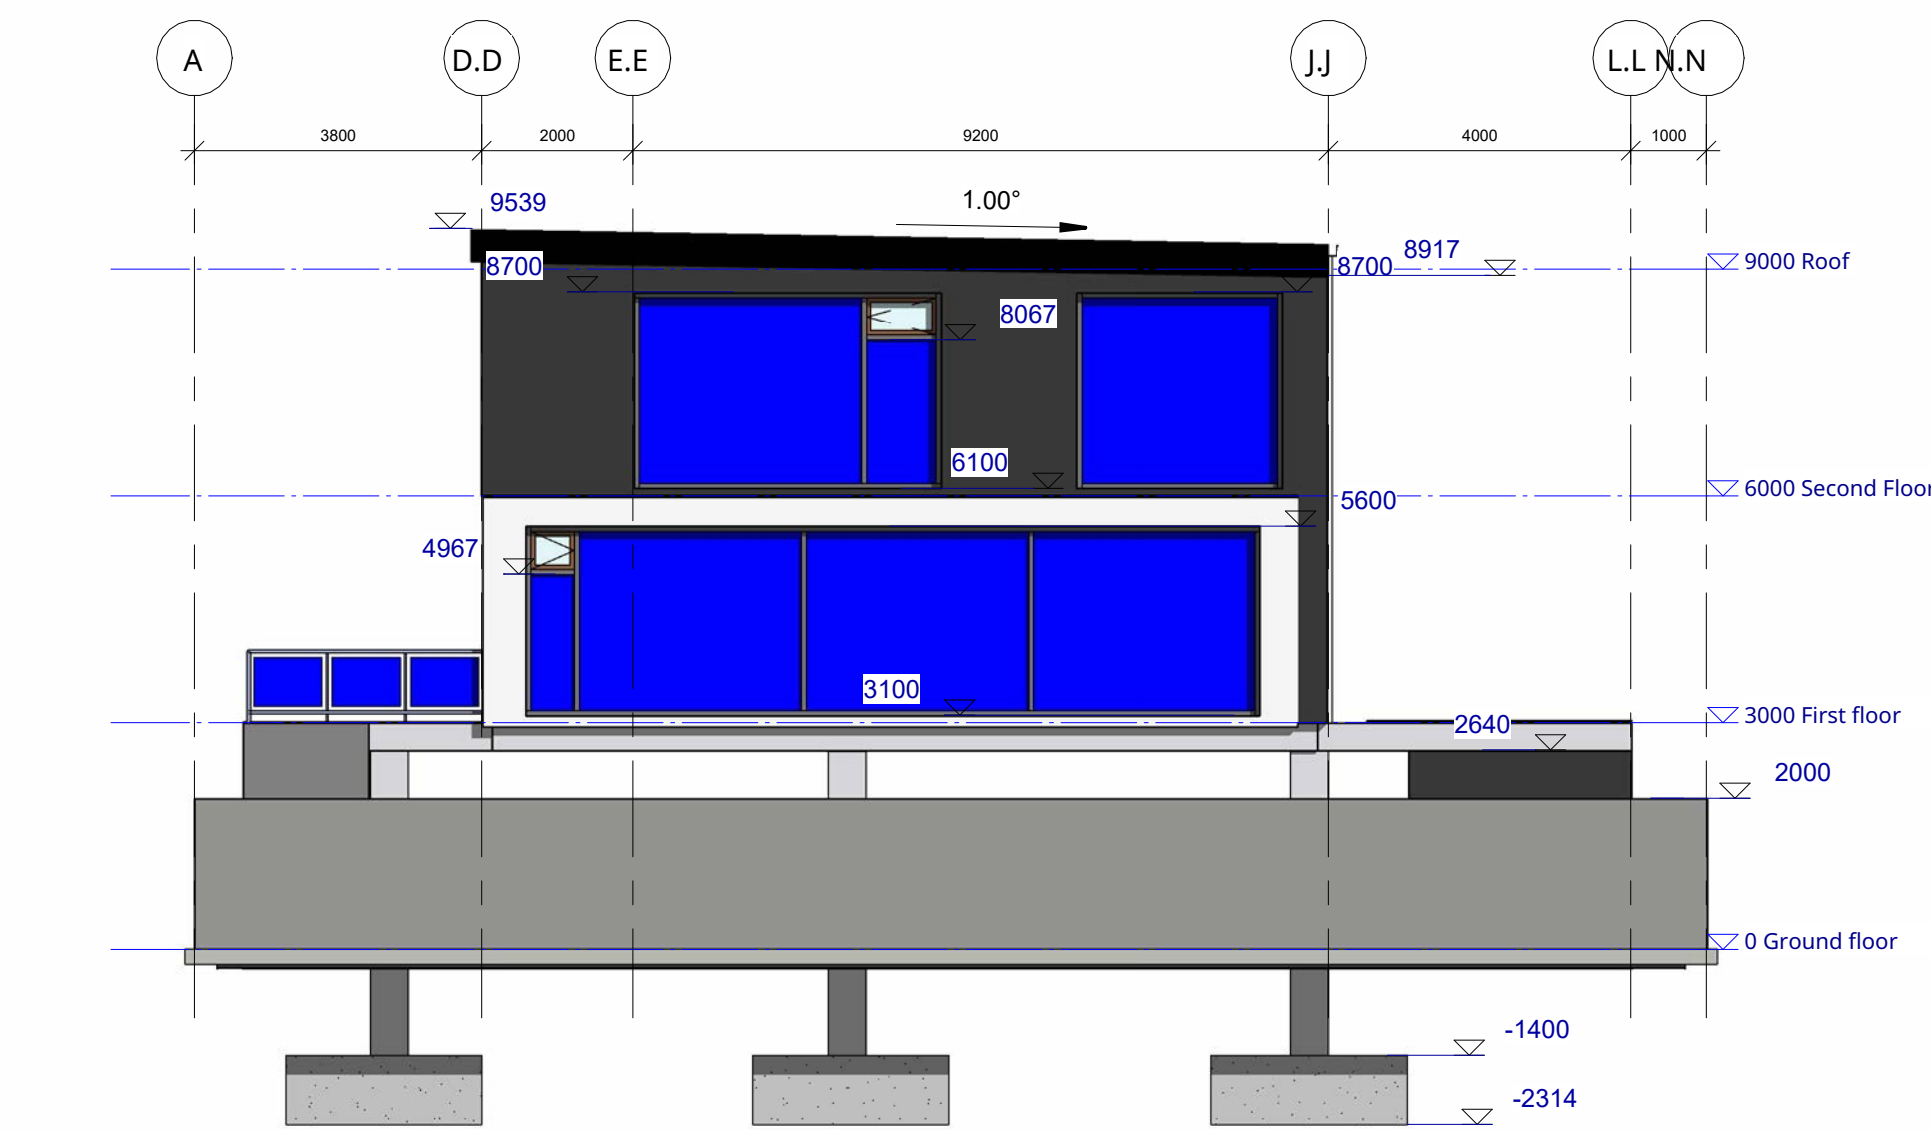 A
D.D
E.E
J.J
L.L
N.N
3800
2000
9200
4000
1000
9539
1.00°
8700
8700
8917
9000 Roof
8067
6100
5600
6000 Second Floor
4967
3100
2640
3000 First floor
2000
0 Ground floor
-1400
-2314